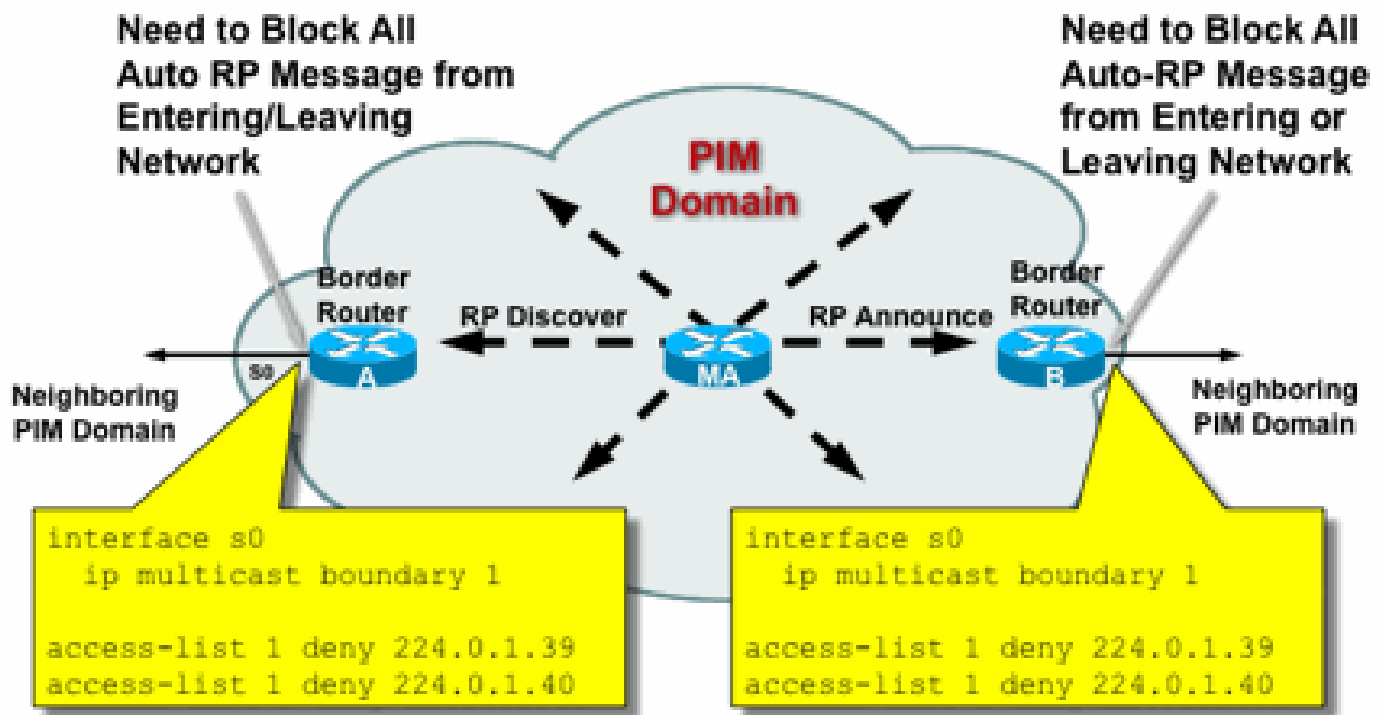 Need to Block All
Auto RP Message from
Entering/Leaving
Network
Need to Block All
Auto-RP Message
from Entering or
Leaving Network
PIM
Domain
Border
Router
RP Discover
RP Announce
Border
Router
S0
A
MA
B
Neighboring
PIM Domain
Neighboring
PIM Domain
interface s0
ip multicast boundary 1
access-list 1 deny 224.0.1.39
access-list 1 deny 224.0.1.40
interface s0
ip multicast boundary 1
access-list 1 deny 224.0.1.39
access-list 1 deny 224.0.1.40